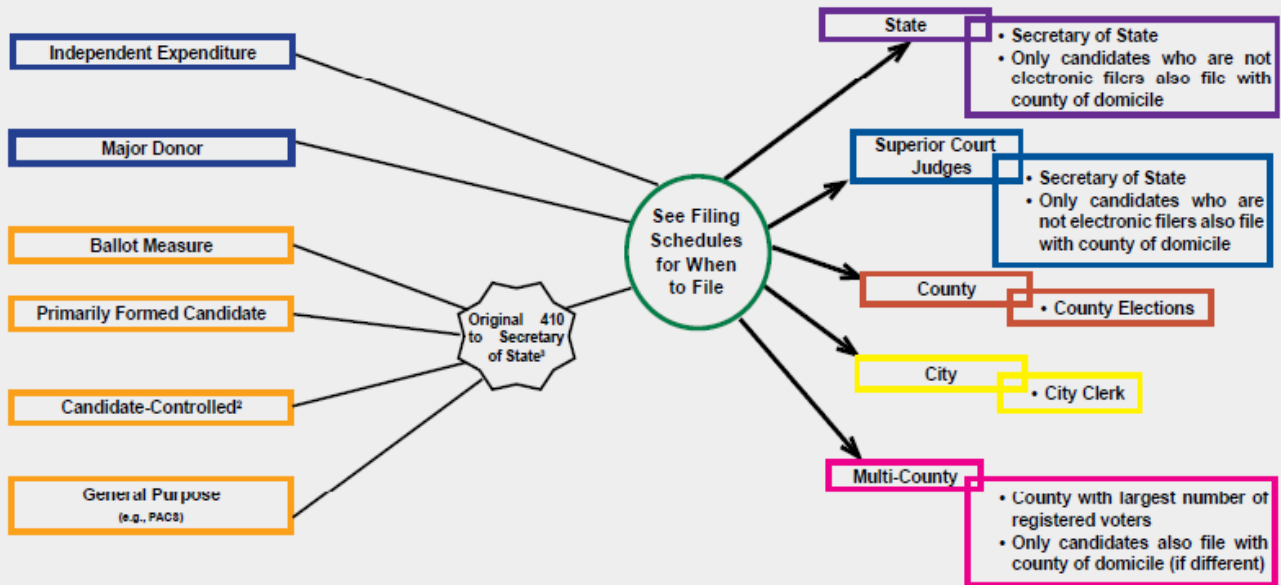 Independent Expenditure
Major Donor
Ballot Measure
Primarily Formed Candidate
Candidate-Controlled²
General Purpose
(e.g., PACS)
Original 410
to Secretary
of State³
See Filing
Schedules
for When
to File
State
• Secretary of State
• Only candidates who are not
electronic filers also file with
county of domicile
Superior Court
Judges
• Secretary of State
• Only candidates who are
not electronic filers also file
with county of domicile
County
• County Elections
City
• City Clerk
Multi-County
• County with largest number of
registered voters
• Only candidates also file with
county of domicile (if different)